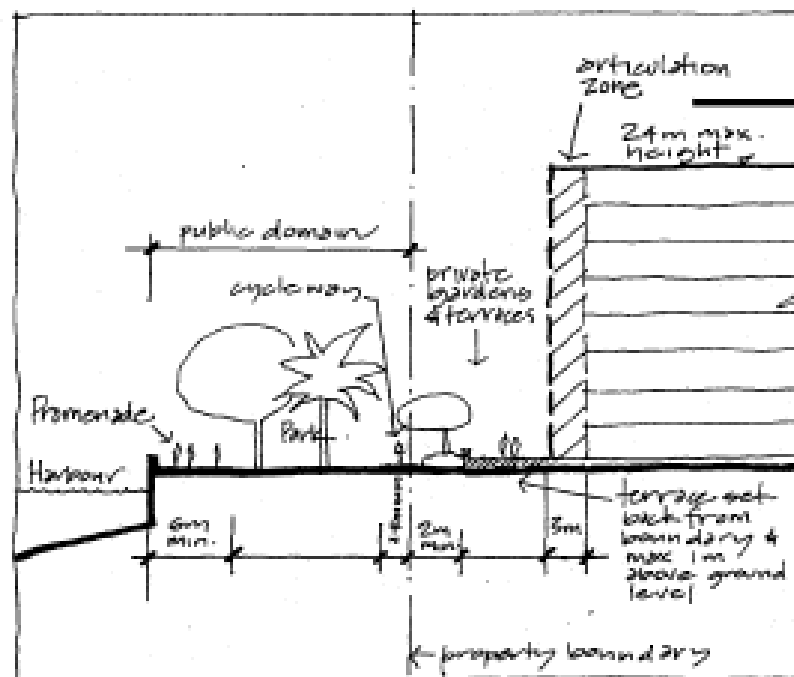 articulation
zone
24m max.
height
public domain
cycleway
private
gardens
& terraces
Promenade
Park
Harbour
6m
min.
2m
min.
3m
terrace set
back from
boundary &
max 1m
above ground
level
property boundary